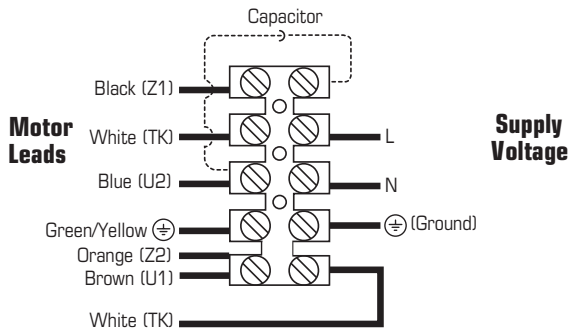 Capacitor
Black (Z1)
Motor
Leads
White (TK)
L
Supply
Voltage
Blue (U2)
N
Green/Yellow
(Ground)
Orange (Z2)
Brown (U1)
White (TK)